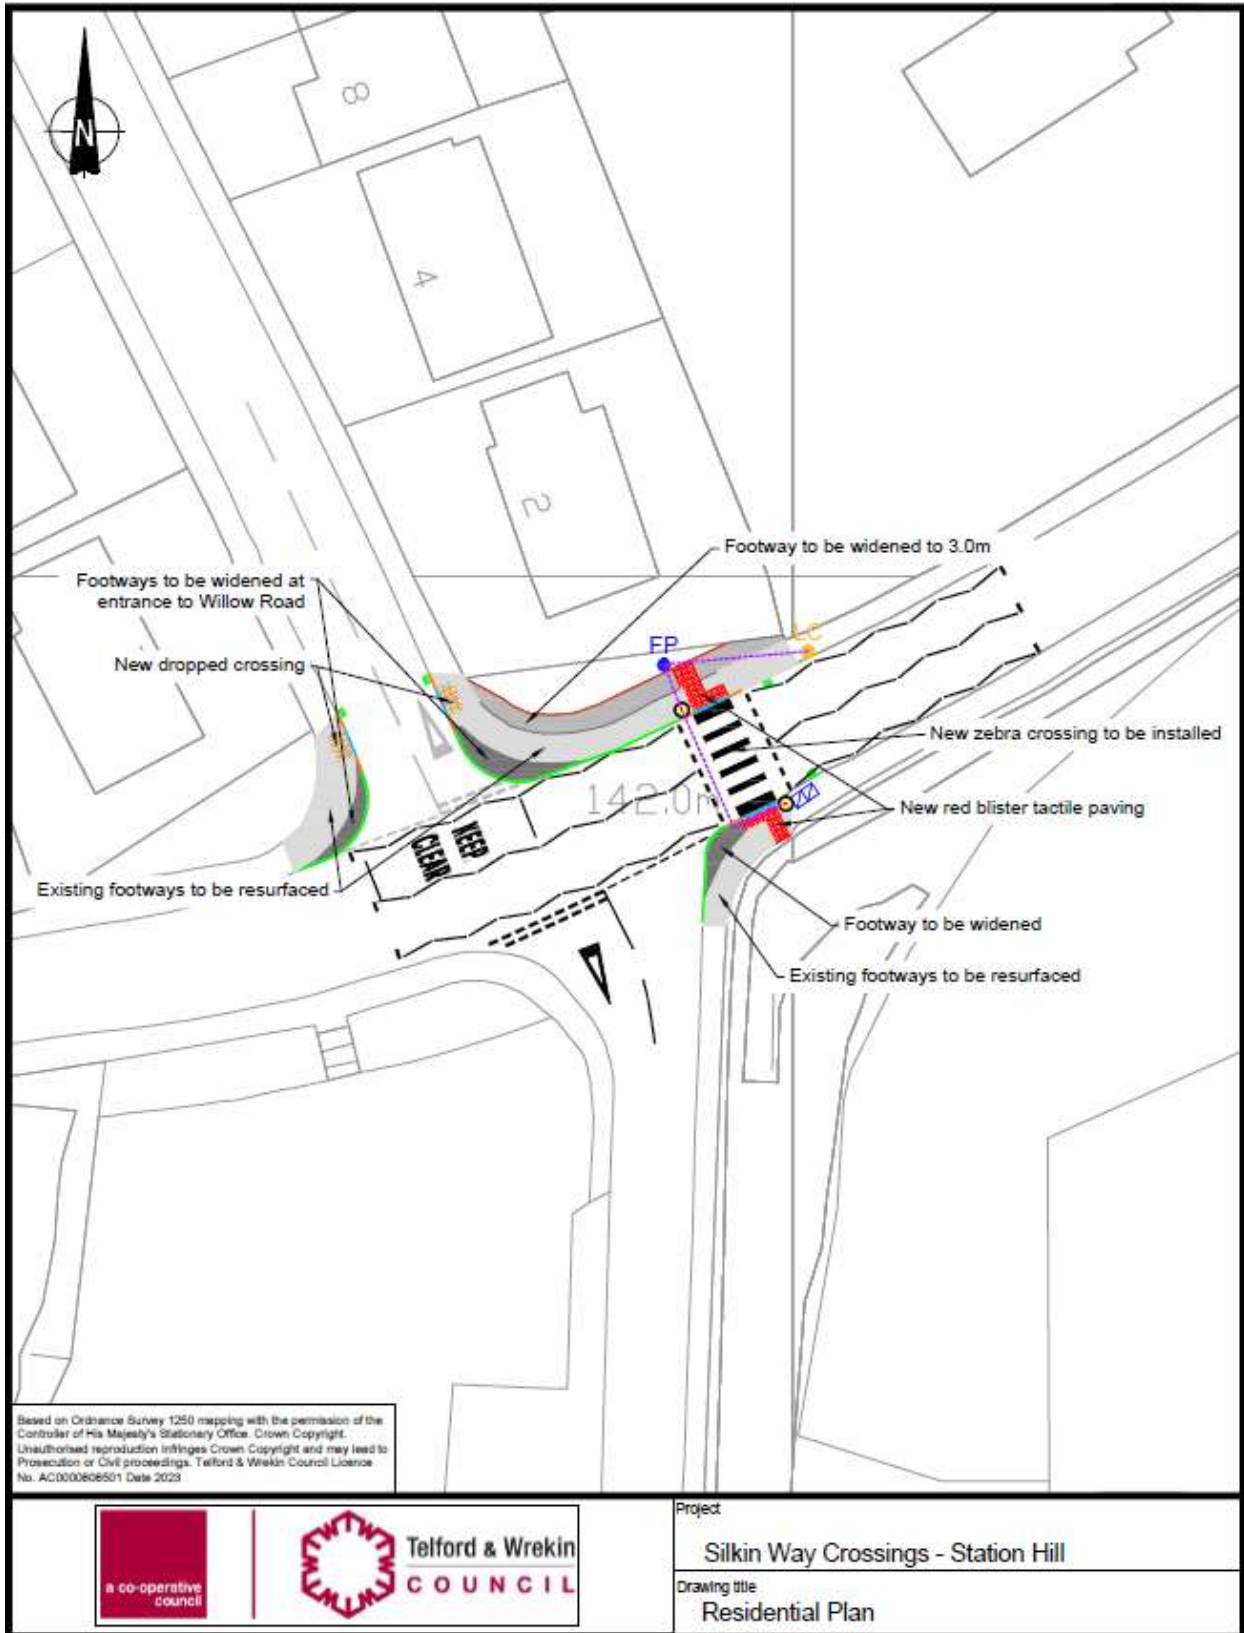 N
8
4
2
Footway to be widened to 3.0m
Footways to be widened at
entrance to Willow Road
New dropped crossing
FP
LC
New zebra crossing to be installed
142.0m
New red blister tactile paving
KEEP
CLEAR
Existing footways to be resurfaced
Footway to be widened
Existing footways to be resurfaced
Based on Ordnance Survey 1250 mapping with the permission of the
Controller of His Majesty's Stationary Office. Crown Copyright.
Unauthorised reproduction infringes Crown Copyright and may lead to
Prosecution or Civil proceedings. Telford & Wrekin Council Licence
No. Date 2023
a co-operative
council
Telford & Wrekin
COUNCIL
Project
Silkin Way Crossings - Station Hill
Drawing title
Residential Plan